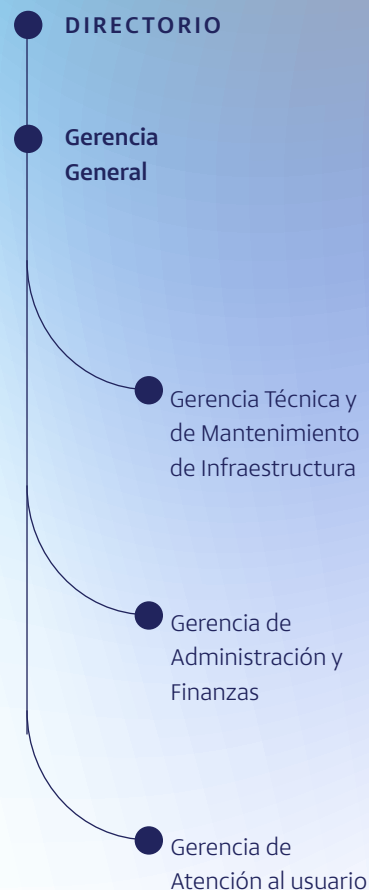 DIRECTORIO
Gerencia
General
Gerencia Técnica y
de Mantenimiento
de Infraestructura
Gerencia de
Administración y
Finanzas
Gerencia de
Atención al usuario